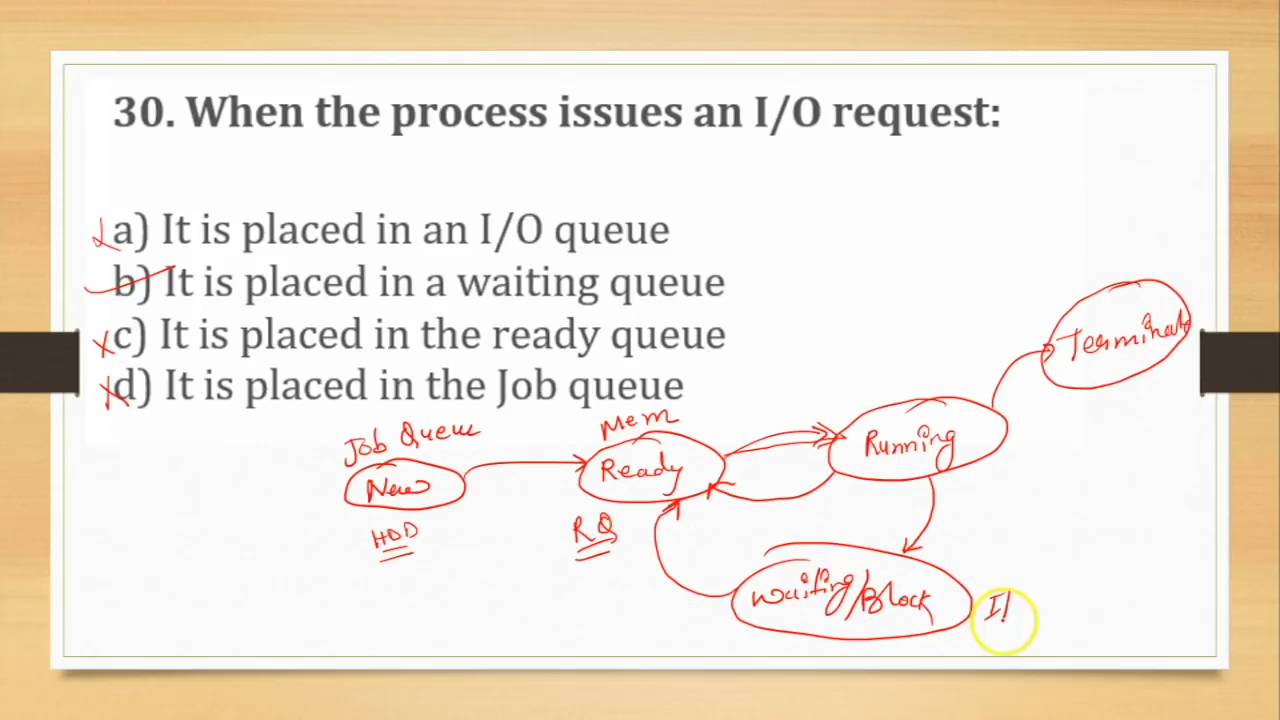 30. When the process issues an I/O request:
a) It is placed in an I/O queue
b) It is placed in a waiting queue
c) It is placed in the ready queue
d) It is placed in the Job queue
Terminate
Job Queue
Mem
New
Ready
Running
HDD
RQ
Waiting/Block
I/